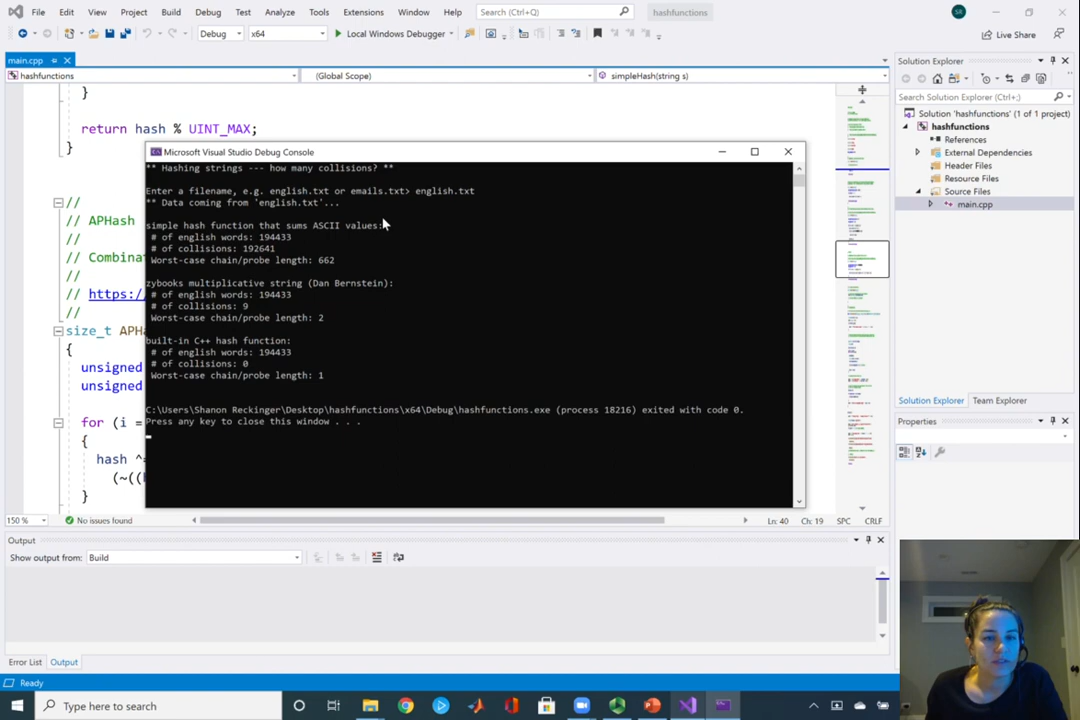 File Edit View Project Build Debug Test Analyze Tools Extensions Window Help Search (Ctrl+Q) hashfunctions SR
Debug x64 Local Windows Debugger Live Share
main.cpp
hashfunctions (Global Scope) simpleHash(string s)
}
return hash % UINT_MAX;
}
//
// APHash
//
// Combinat
//
// https:/
//
size_t APHa
{
unsigned
unsigned
for (i =
{
hash ^=
(~((h
}
Microsoft Visual Studio Debug Console
** Hashing strings --- how many collisions? **
Enter a filename, e.g. english.txt or emails.txt> english.txt
** Data coming from 'english.txt'...
simple hash function that sums ASCII values:
# of english words: 194433
# of collisions: 192641
Worst-case chain/probe length: 662
zybooks multiplicative string (Dan Bernstein):
# of english words: 194433
# of collisions: 9
Worst-case chain/probe length: 2
built-in C++ hash function:
# of english words: 194433
# of collisions: 0
Worst-case chain/probe length: 1
C:\Users\Shanon Reckinger\Desktop\hashfunctions\x64\Debug\hashfunctions.exe (process 18216) exited with code 0.
Press any key to close this window . . .
150 % No issues found Ln: 40 Ch: 19 SPC CRLF
Solution Explorer
Search Solution Explorer (Ctrl+;)
Solution 'hashfunctions' (1 of 1 project)
hashfunctions
References
External Dependencies
Header Files
Resource Files
Source Files
main.cpp
Solution Explorer Team Explorer
Properties
Output
Show output from: Build
Error List Output
Ready
Type here to search